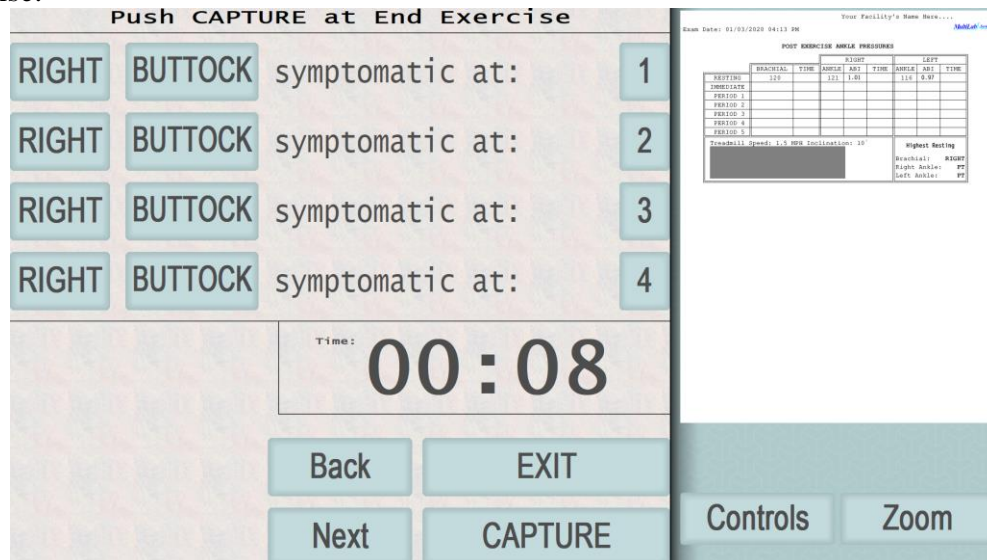 ise.
Push CAPTURE at End Exercise
RIGHT BUTTOCK symptomatic at: 1
RIGHT BUTTOCK symptomatic at: 2
RIGHT BUTTOCK symptomatic at: 3
RIGHT BUTTOCK symptomatic at: 4
Time: 00:08
Back EXIT
Next CAPTURE
Your Facility's Name Here....
Exam Date: 01/03/2020 04:13 PM
MultiLab
POST EXERCISE ANKLE PRESSURES
RIGHT LEFT
BRACHIAL TIME ANKLE ABI TIME ANKLE ABI TIME
RESTING 120 121 1.01 116 0.97
IMMEDIATE
PERIOD 1
PERIOD 2
PERIOD 3
PERIOD 4
PERIOD 5
Treadmill Speed: 1.5 MPH Inclination: 10°
Highest Resting
Brachial: RIGHT
Right Ankle: PT
Left Ankle: PT
Controls Zoom